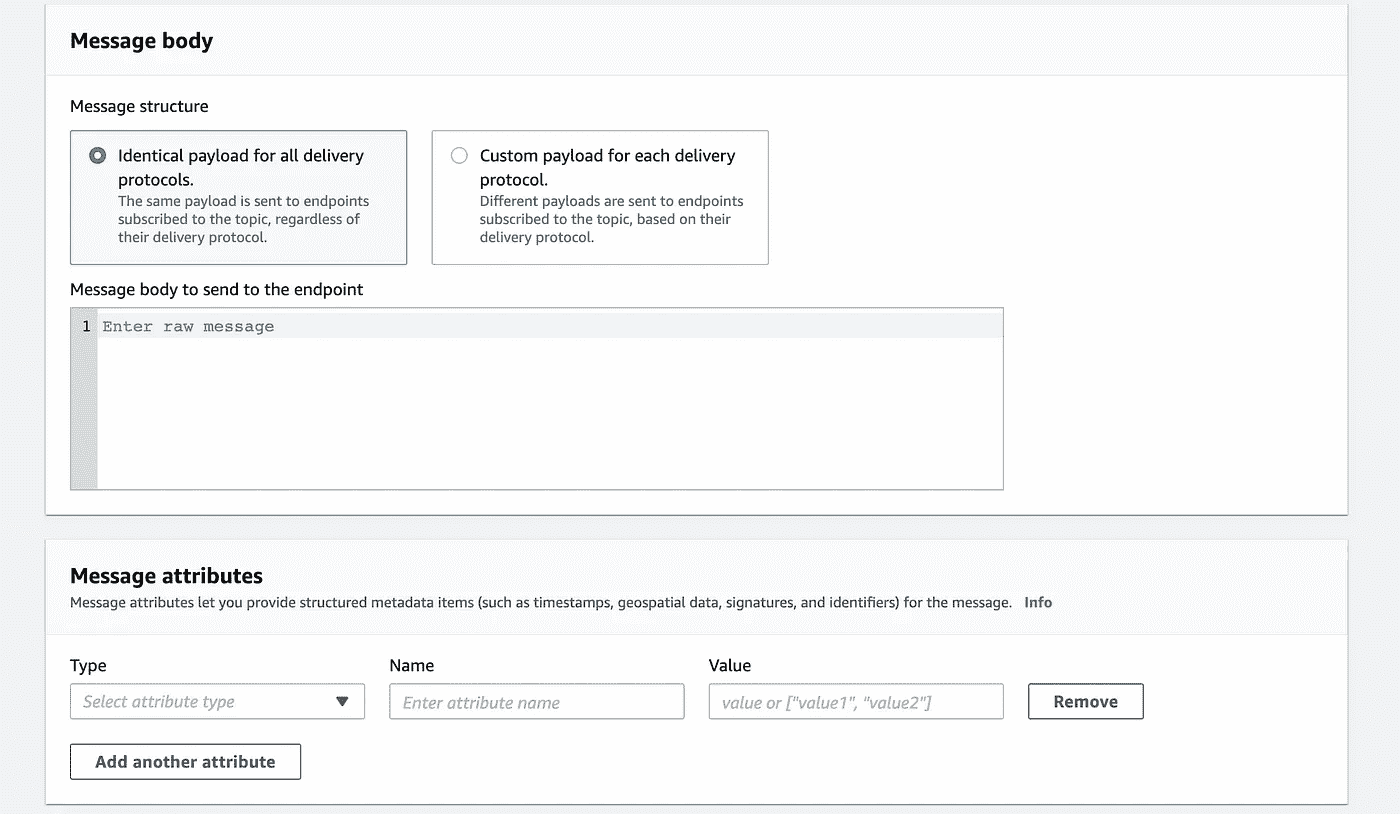 Message body
Message structure
Identical payload for all delivery
protocols.
The same payload is sent to endpoints
subscribed to the topic, regardless of
their delivery protocol.
Custom payload for each delivery
protocol.
Different payloads are sent to endpoints
subscribed to the topic, based on their
delivery protocol.
Message body to send to the endpoint
1 Enter raw message
Message attributes
Message attributes let you provide structured metadata items (such as timestamps, geospatial data, signatures, and identifiers) for the message. Info
Type Name Value
Select attribute type Enter attribute name value or ["value1", "value2"] Remove
Add another attribute